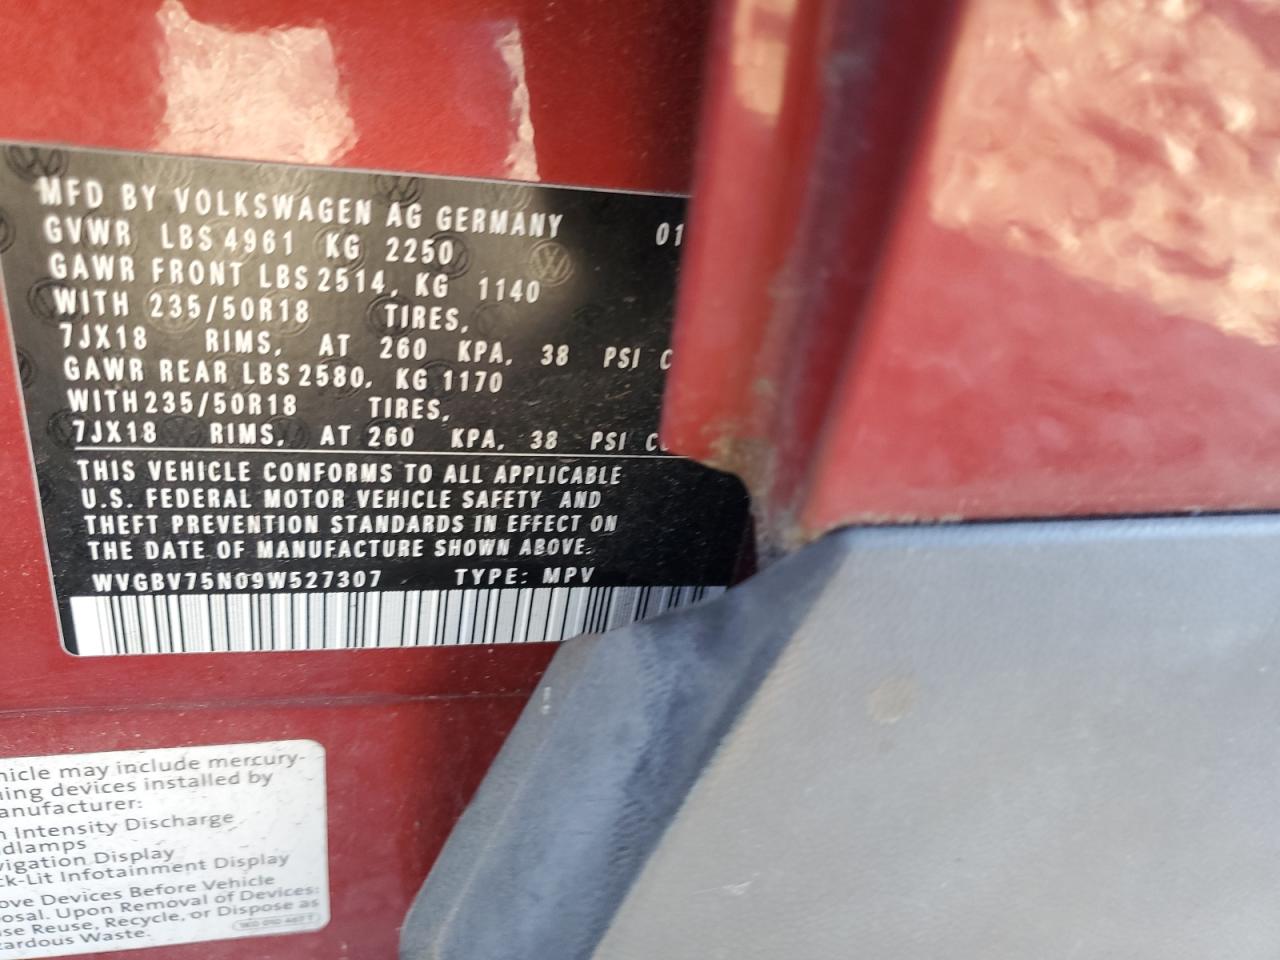 MFD BY VOLKSWAGEN AG GERMANY 01
GVWR LBS 4961 KG 2250
GAWR FRONT LBS 2514, KG 1140
WITH 235/50R18 TIRES,
7JX18 RIMS, AT 260 KPA, 38 PSI C
GAWR REAR LBS 2580, KG 1170
WITH 235/50R18 TIRES,
7JX18 RIMS, AT 260 KPA, 38 PSI C
THIS VEHICLE CONFORMS TO ALL APPLICABLE
U.S. FEDERAL MOTOR VEHICLE SAFETY AND
THEFT PREVENTION STANDARDS IN EFFECT ON
THE DATE OF MANUFACTURE SHOWN ABOVE.
WVGBV75N09W527307 TYPE: MPV
hicle may include mercury-
ning devices installed by
anufacturer:
h Intensity Discharge
adlamps
vigation Display
ck-Lit Infotainment Display
ove Devices Before Vehicle
osal. Upon Removal of Devices:
se Reuse, Recycle, or Dispose as
zardous Waste.